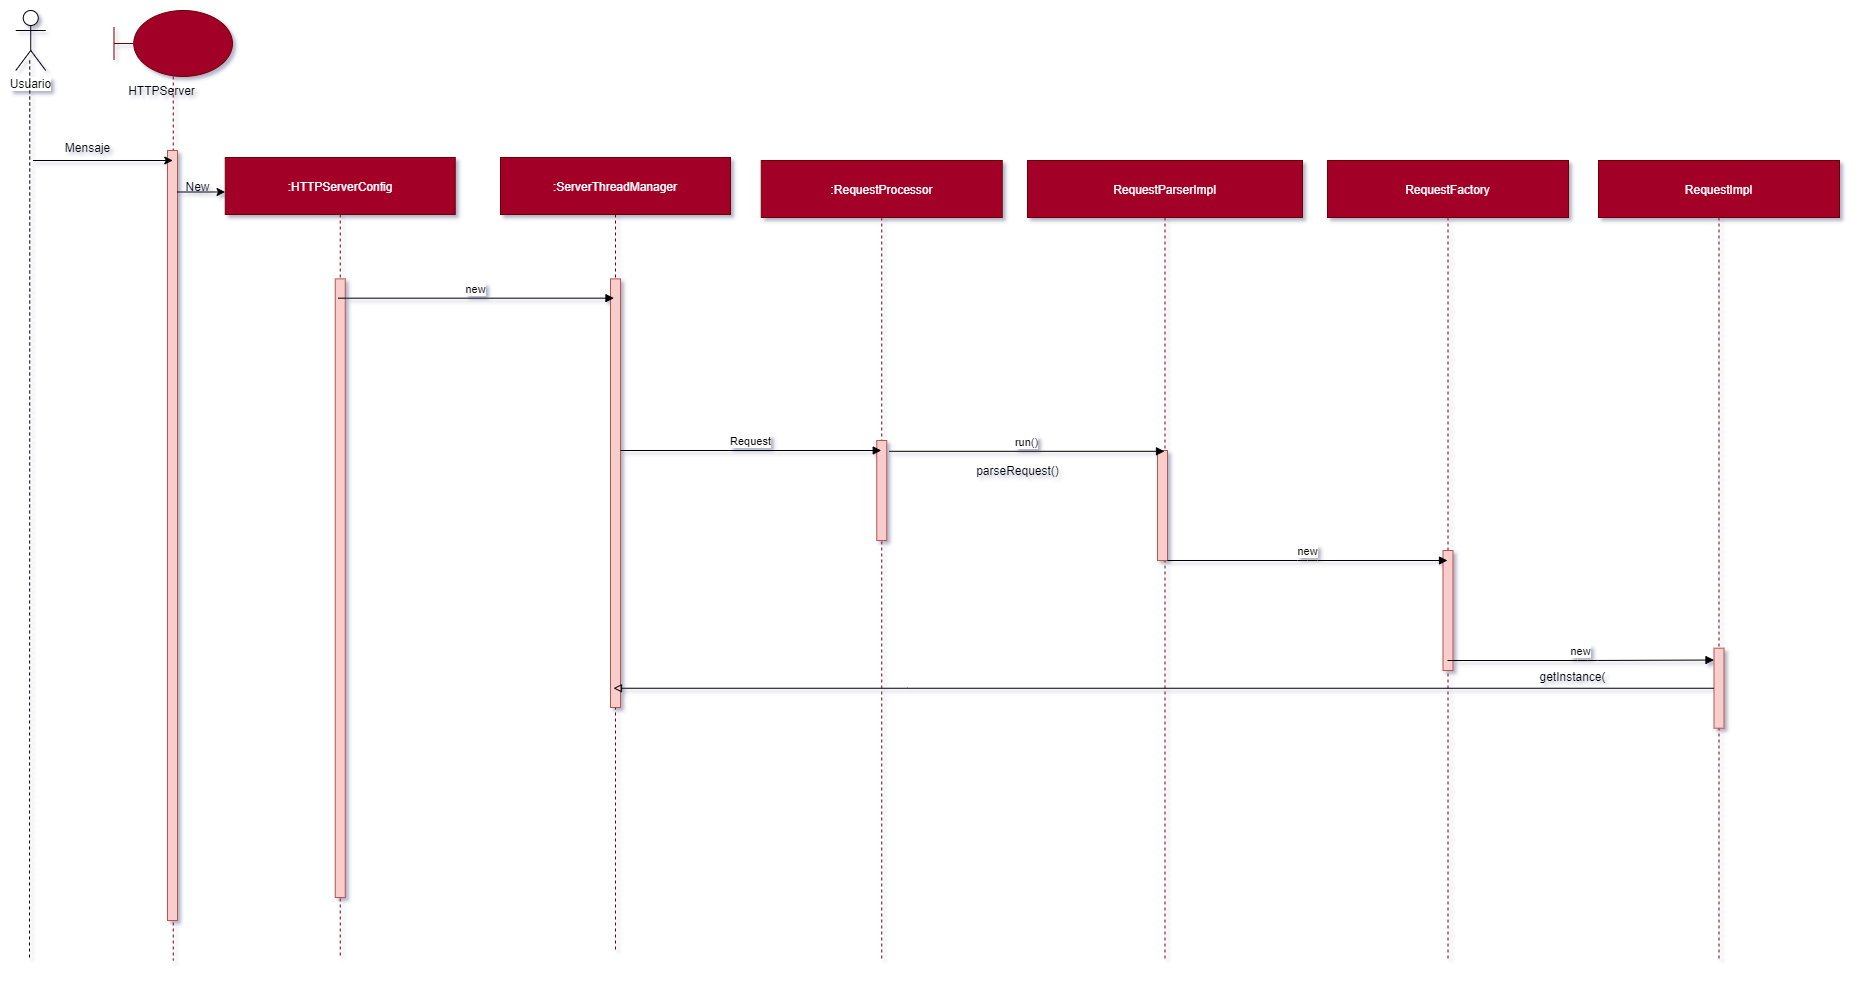 Usuario
HTTPServer
Mensaje
New
:HTTPServerConfig
:ServerThreadManager
:RequestProcessor
RequestParserImpl
RequestFactory
RequestImpl
new
Request
run()
parseRequest()
new
new
getInstance(